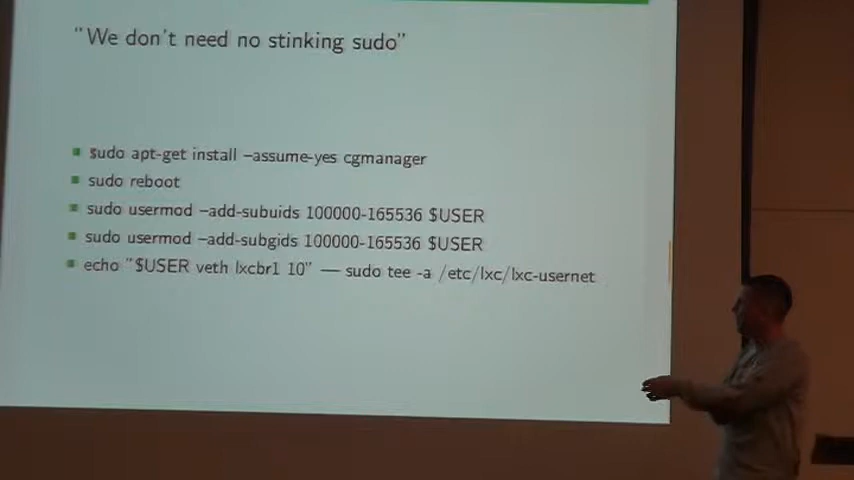 "We don't need no stinking sudo"
sudo apt-get install –assume-yes cgmanager
sudo reboot
sudo usermod –add-subuids 100000-165536 $USER
sudo usermod –add-subgids 100000-165536 $USER
echo "$USER veth lxcbr1 10" — sudo tee -a /etc/lxc/lxc-usernet